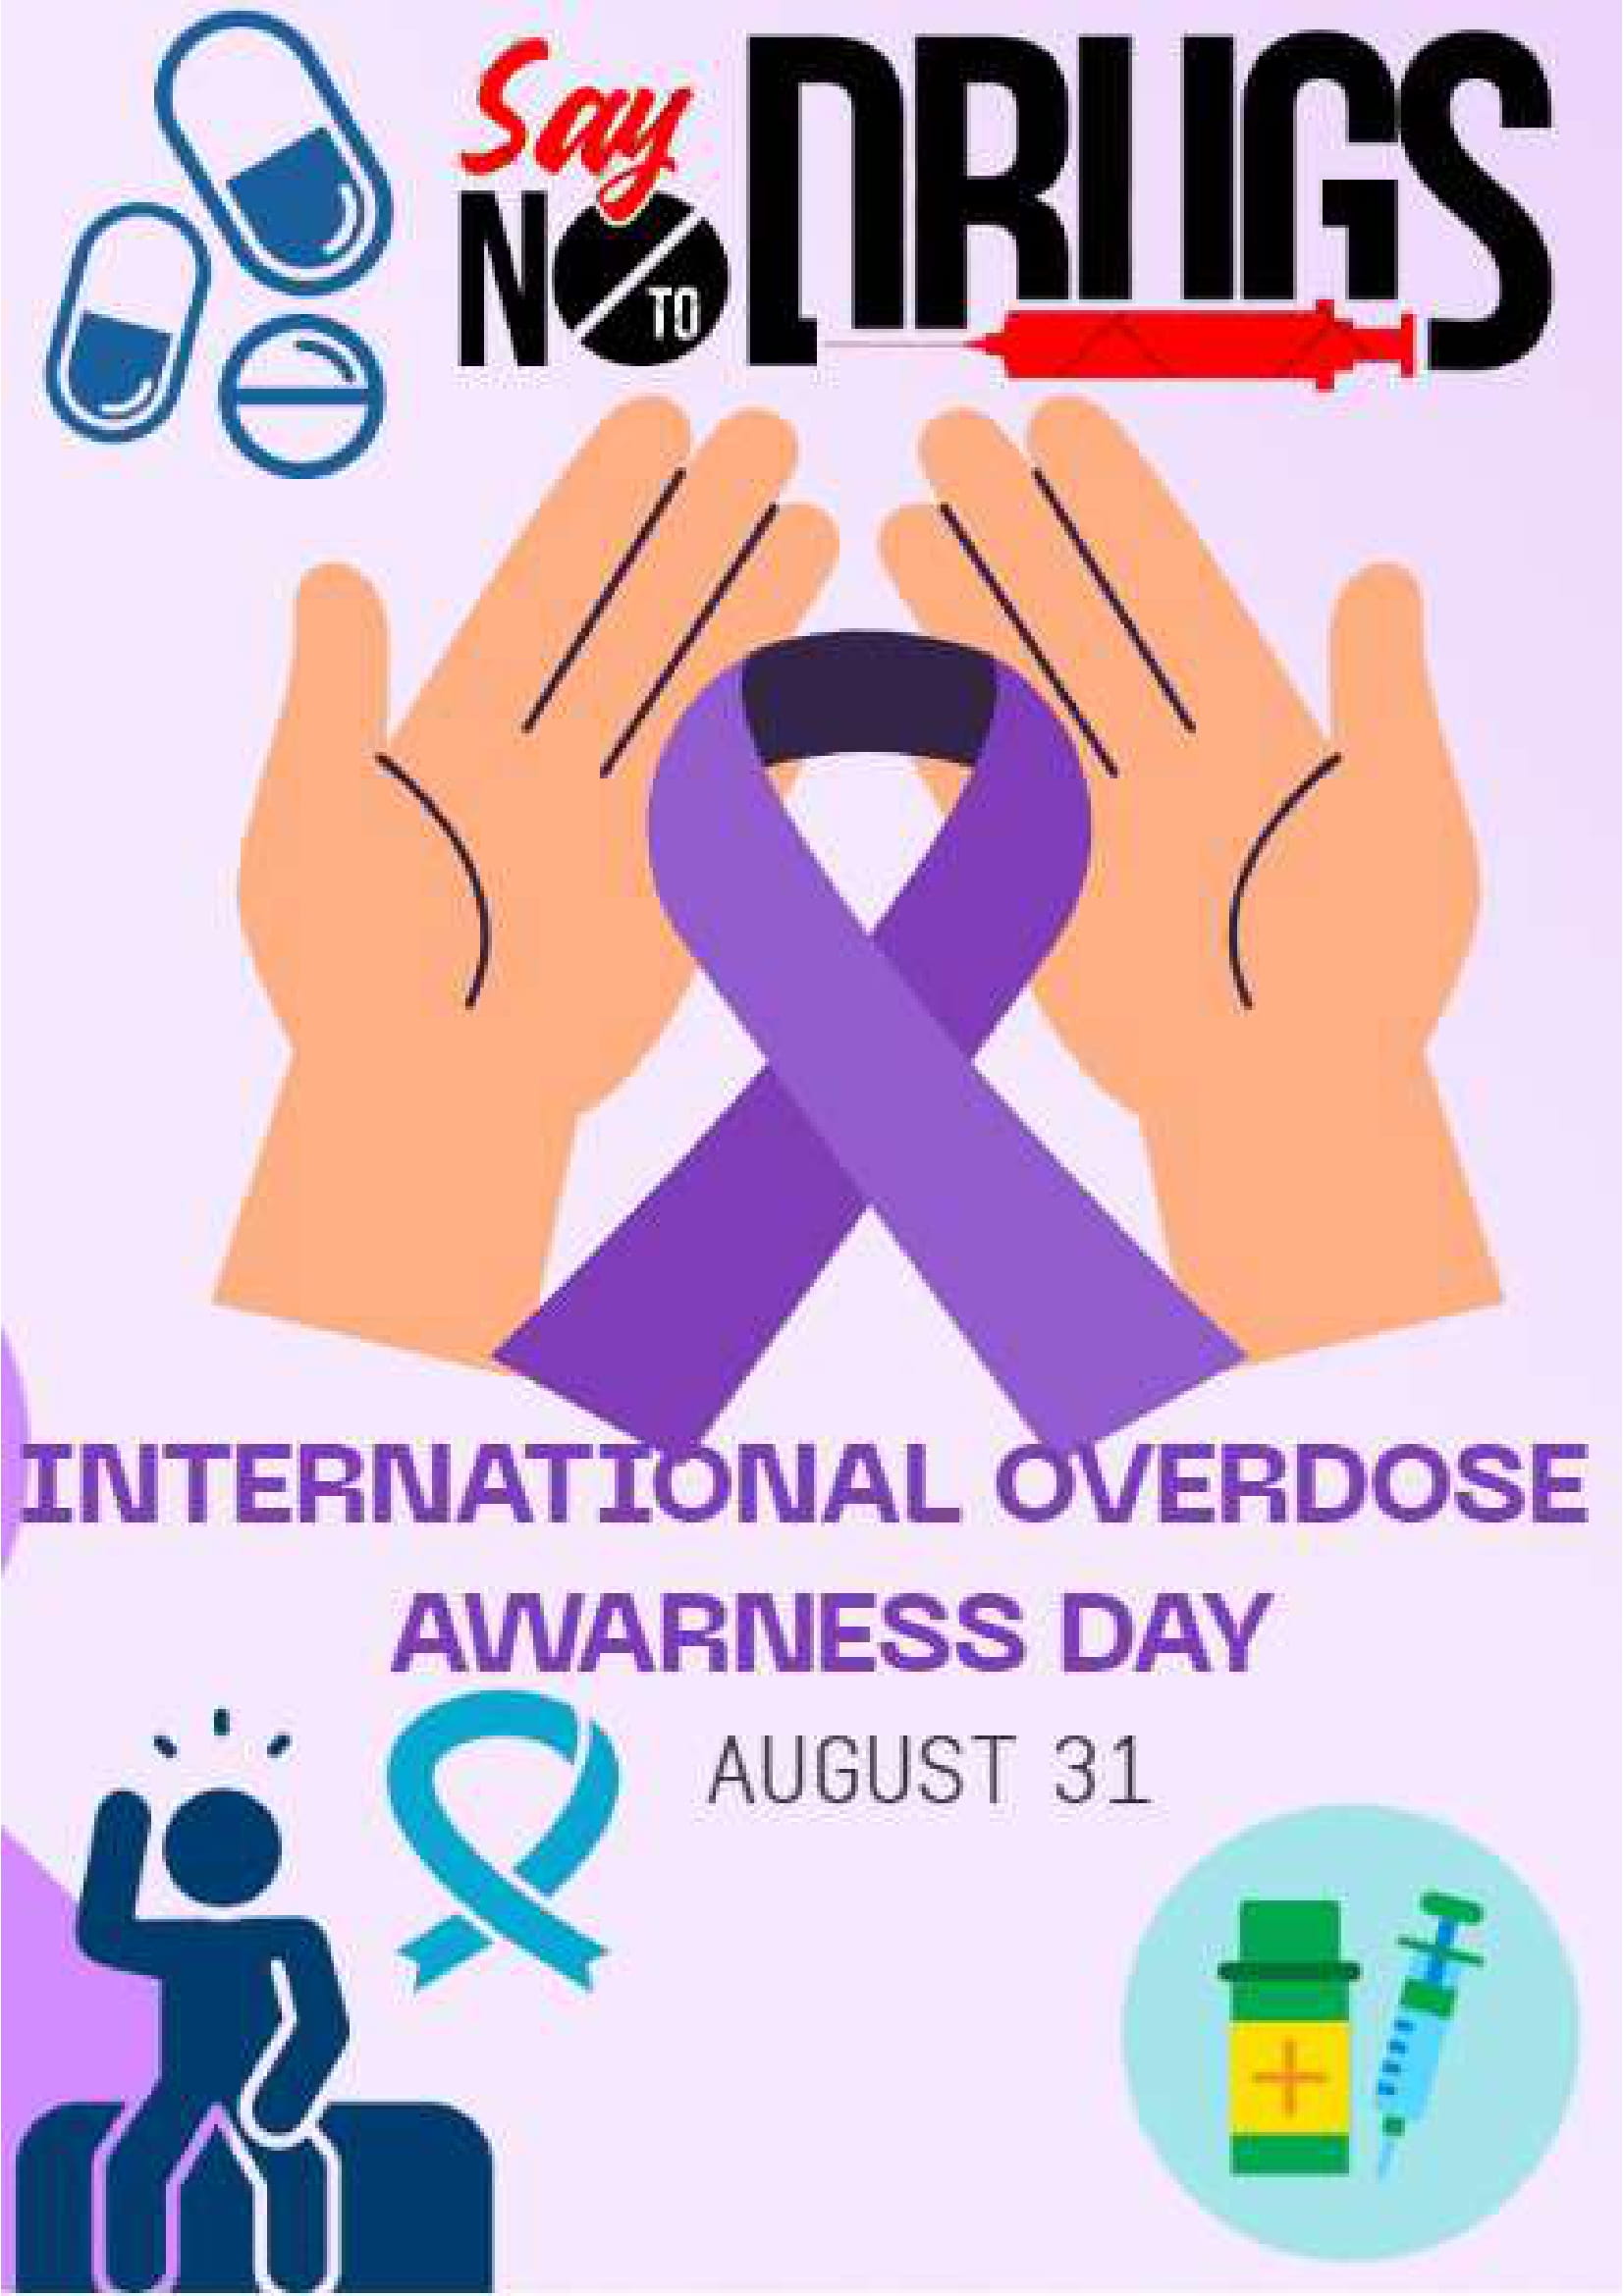 Say
NO TO DRUGS
INTERNATIONAL OVERDOSE
AWARNESS DAY
AUGUST 31